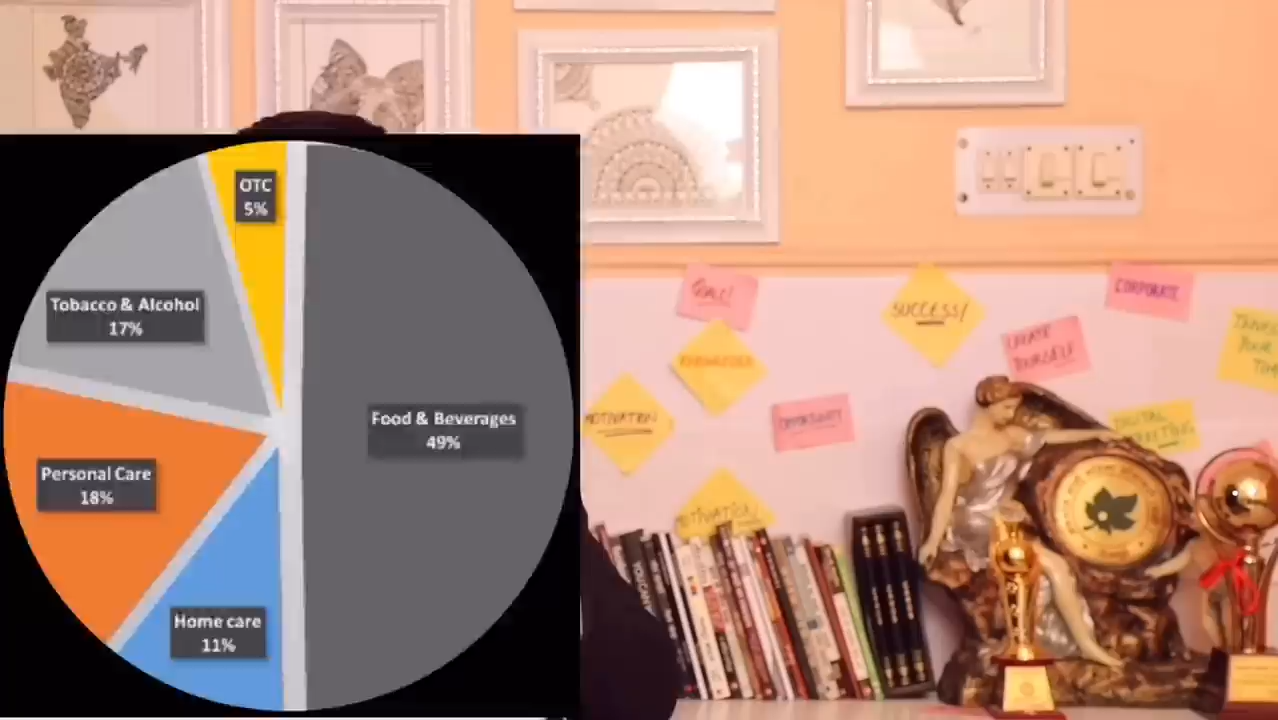 OTC
5%
Tobacco & Alcohol
17%
Food & Beverages
49%
Personal Care
18%
Home care
11%
GOAL!
SUCCESS!
CORPORATE
KNOWLEDGE
CREATE
YOURSELF
MOTIVATION
OPPORTUNITY
DIGITAL
MARKETING
MOTIVATION